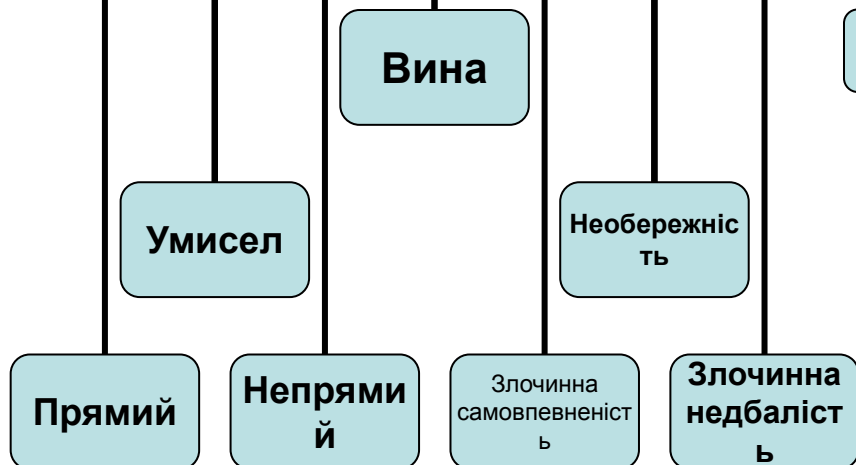 Вина
Умисел
Необережніс
ть
Прямий
Непрями
й
Злочинна
самовпевненіст
ь
Злочинна
недбаліст
ь